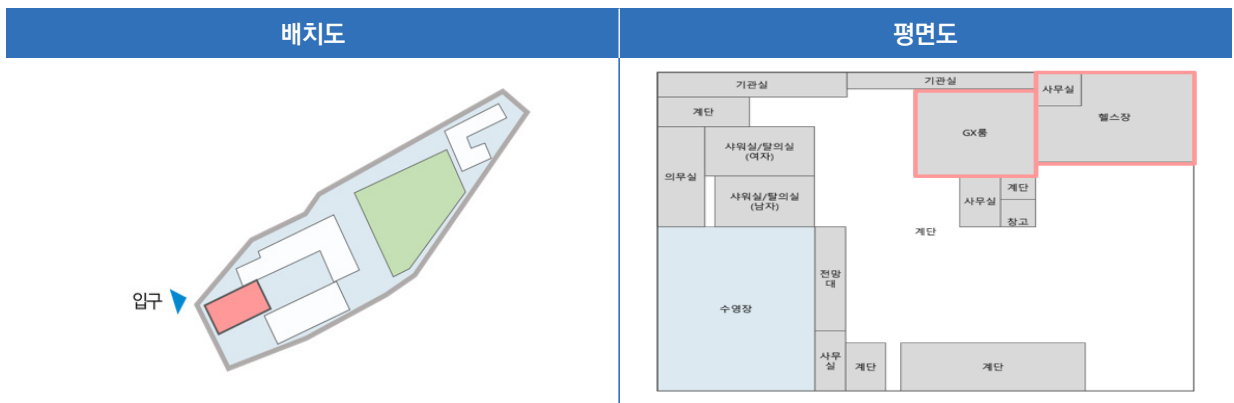 배치도
평면도
입구
기관실
기관실
사무실
헬스장
계단
GX룸
샤워실/탈의실
(여자)
의무실
샤워실/탈의실
(남자)
사무실
계단
창고
계단
전망
대
수영장
사무
실
계단
계단